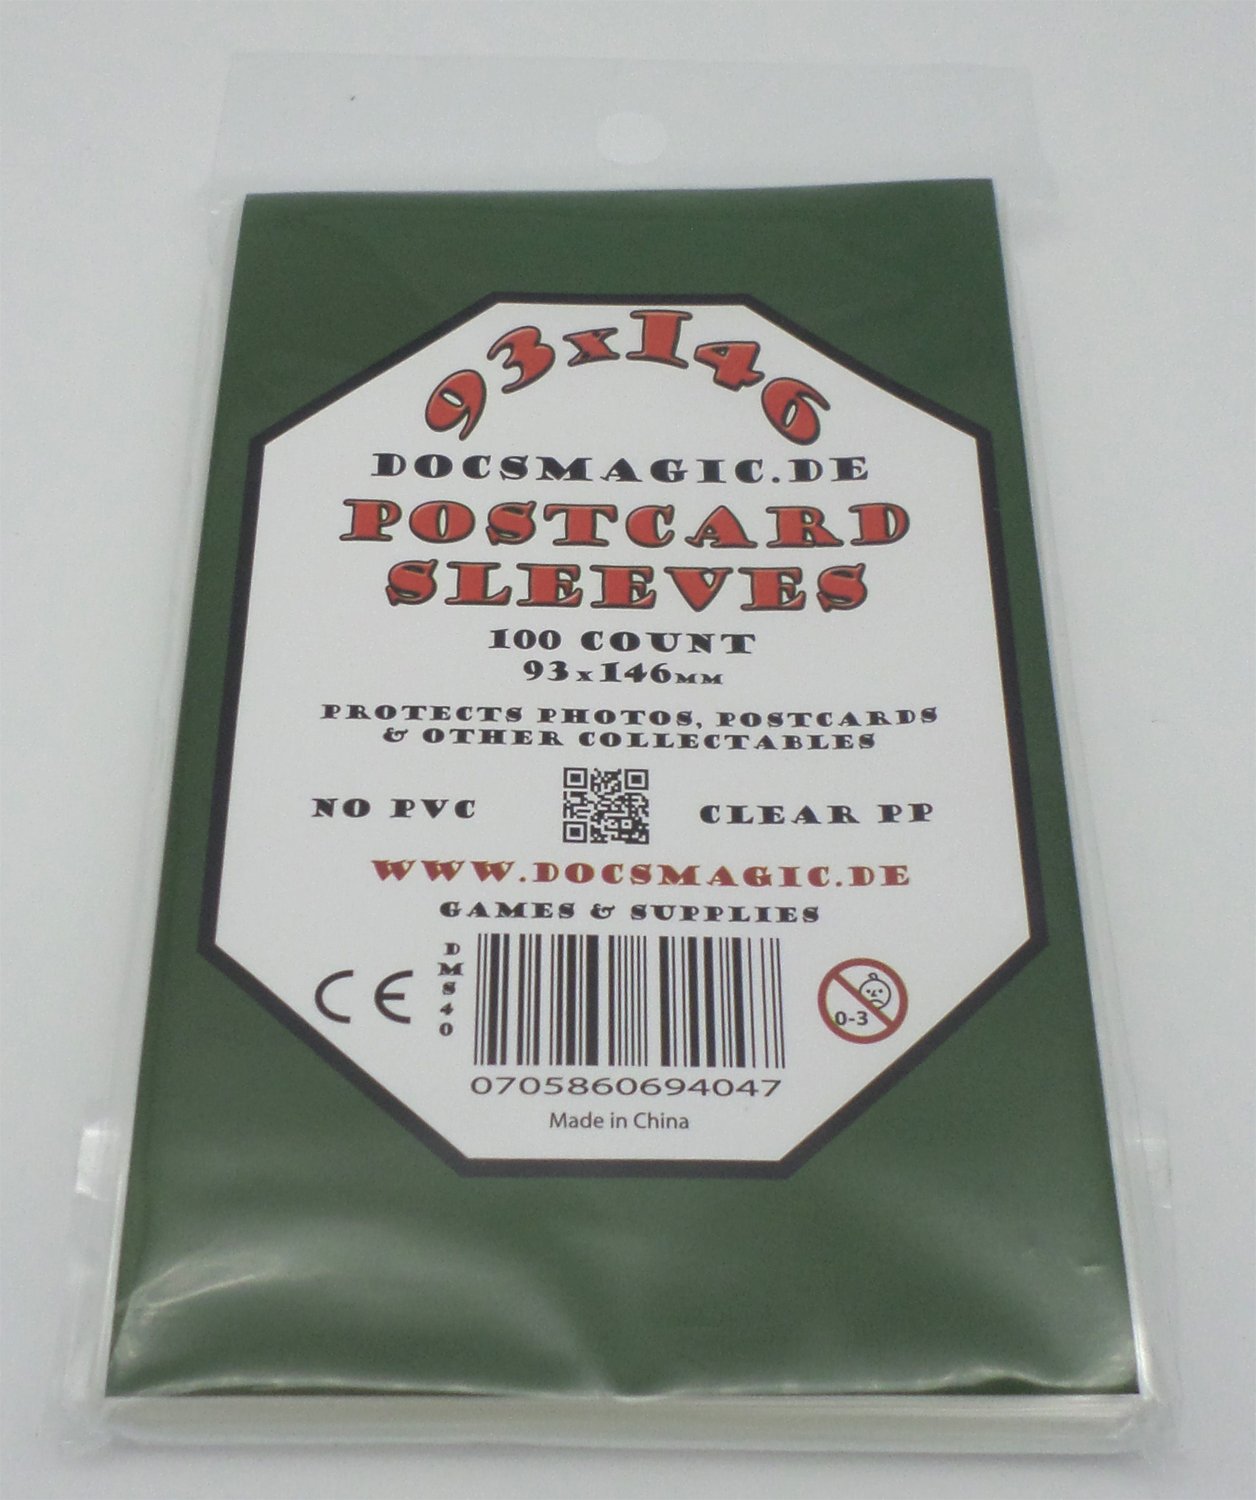 93x146
DOCSMAGIC.DE
POSTCARD
SLEEVES
100 COUNT
93x146MM
PROTECTS PHOTOS, POSTCARDS
& OTHER COLLECTABLES
NO PVC CLEAR PP
WWW.DOCSMAGIC.DE
GAMES & SUPPLIES
CE
DMS40
0-3
0705860694047
Made in China